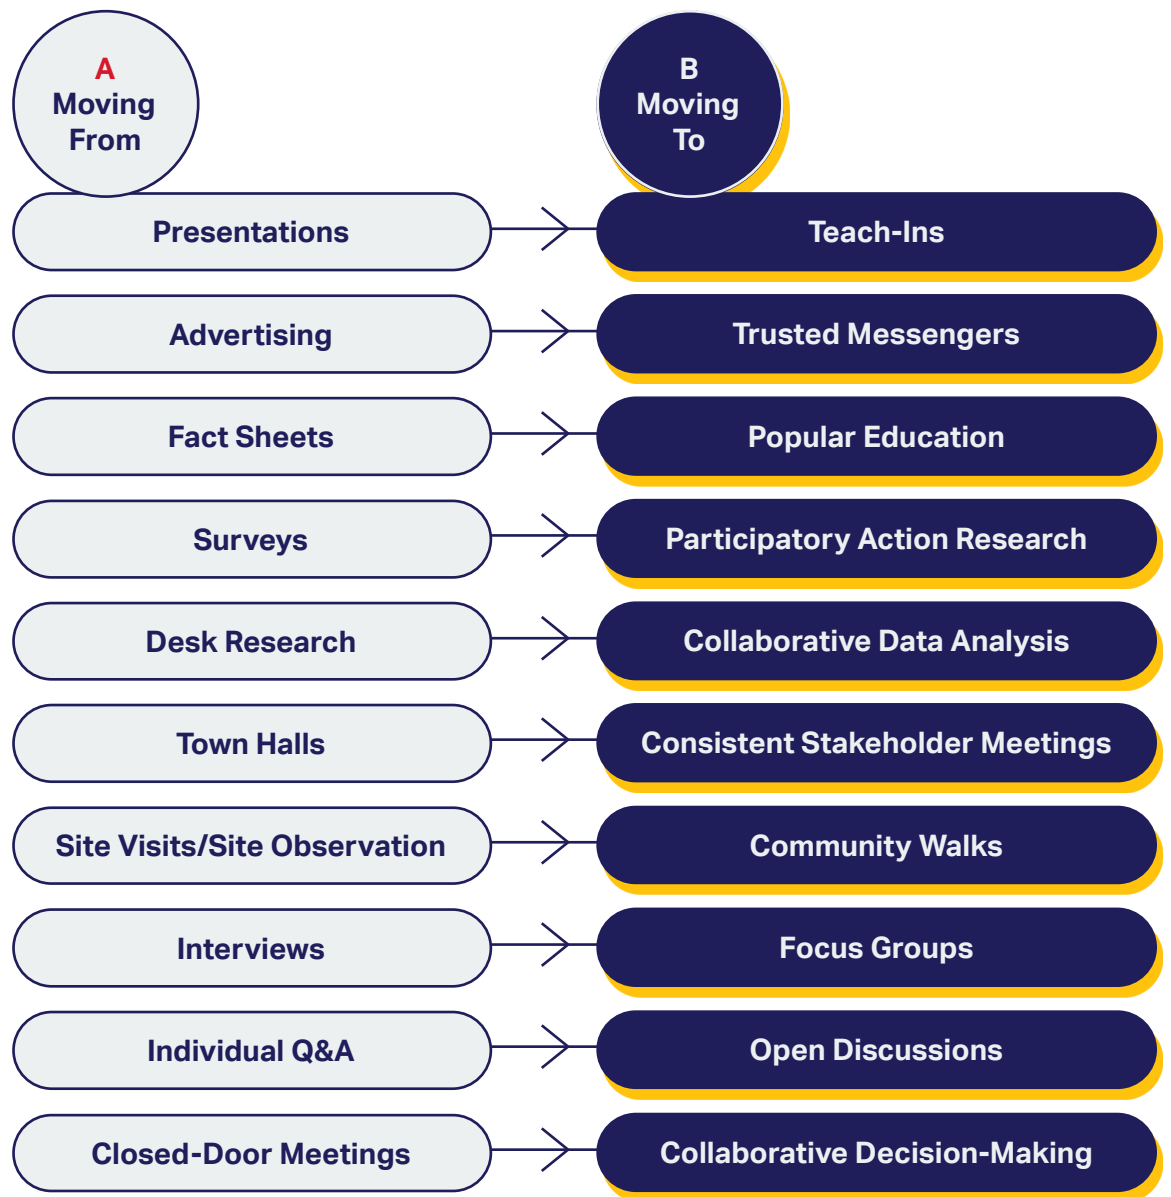 A
Moving
From
B
Moving
To
Presentations
Teach-Ins
Advertising
Trusted Messengers
Fact Sheets
Popular Education
Surveys
Participatory Action Research
Desk Research
Collaborative Data Analysis
Town Halls
Consistent Stakeholder Meetings
Site Visits/Site Observation
Community Walks
Interviews
Focus Groups
Individual Q&A
Open Discussions
Closed-Door Meetings
Collaborative Decision-Making